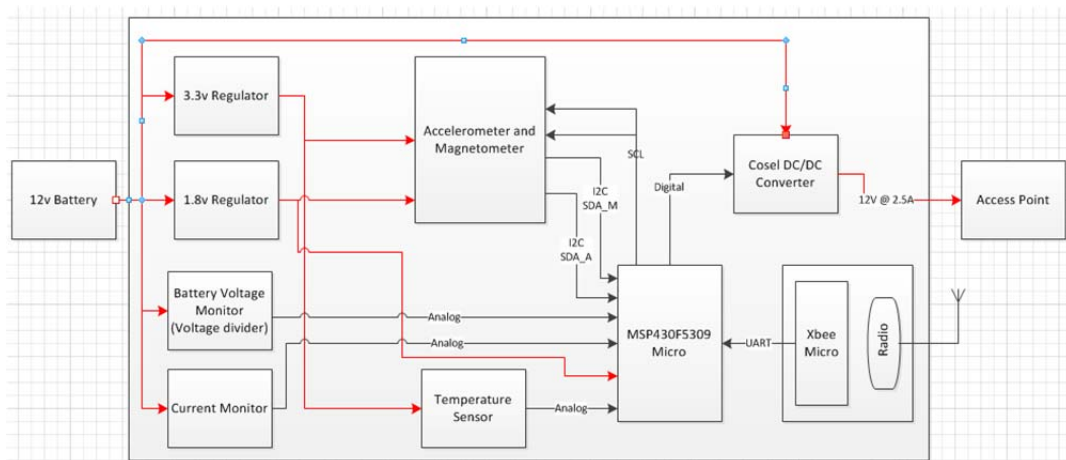 3.3v Regulator
Accelerometer and
Magnetometer
SCL
Cosel DC/DC
Converter
12v Battery
1.8v Regulator
I2C
SDA_M
Digital
12V @ 2.5A
Access Point
I2C
SDA_A
Battery Voltage
Monitor
(Voltage divider)
Analog
MSP430F5309
Micro
UART
Xbee
Micro
Radio
Analog
Current Monitor
Temperature
Sensor
Analog